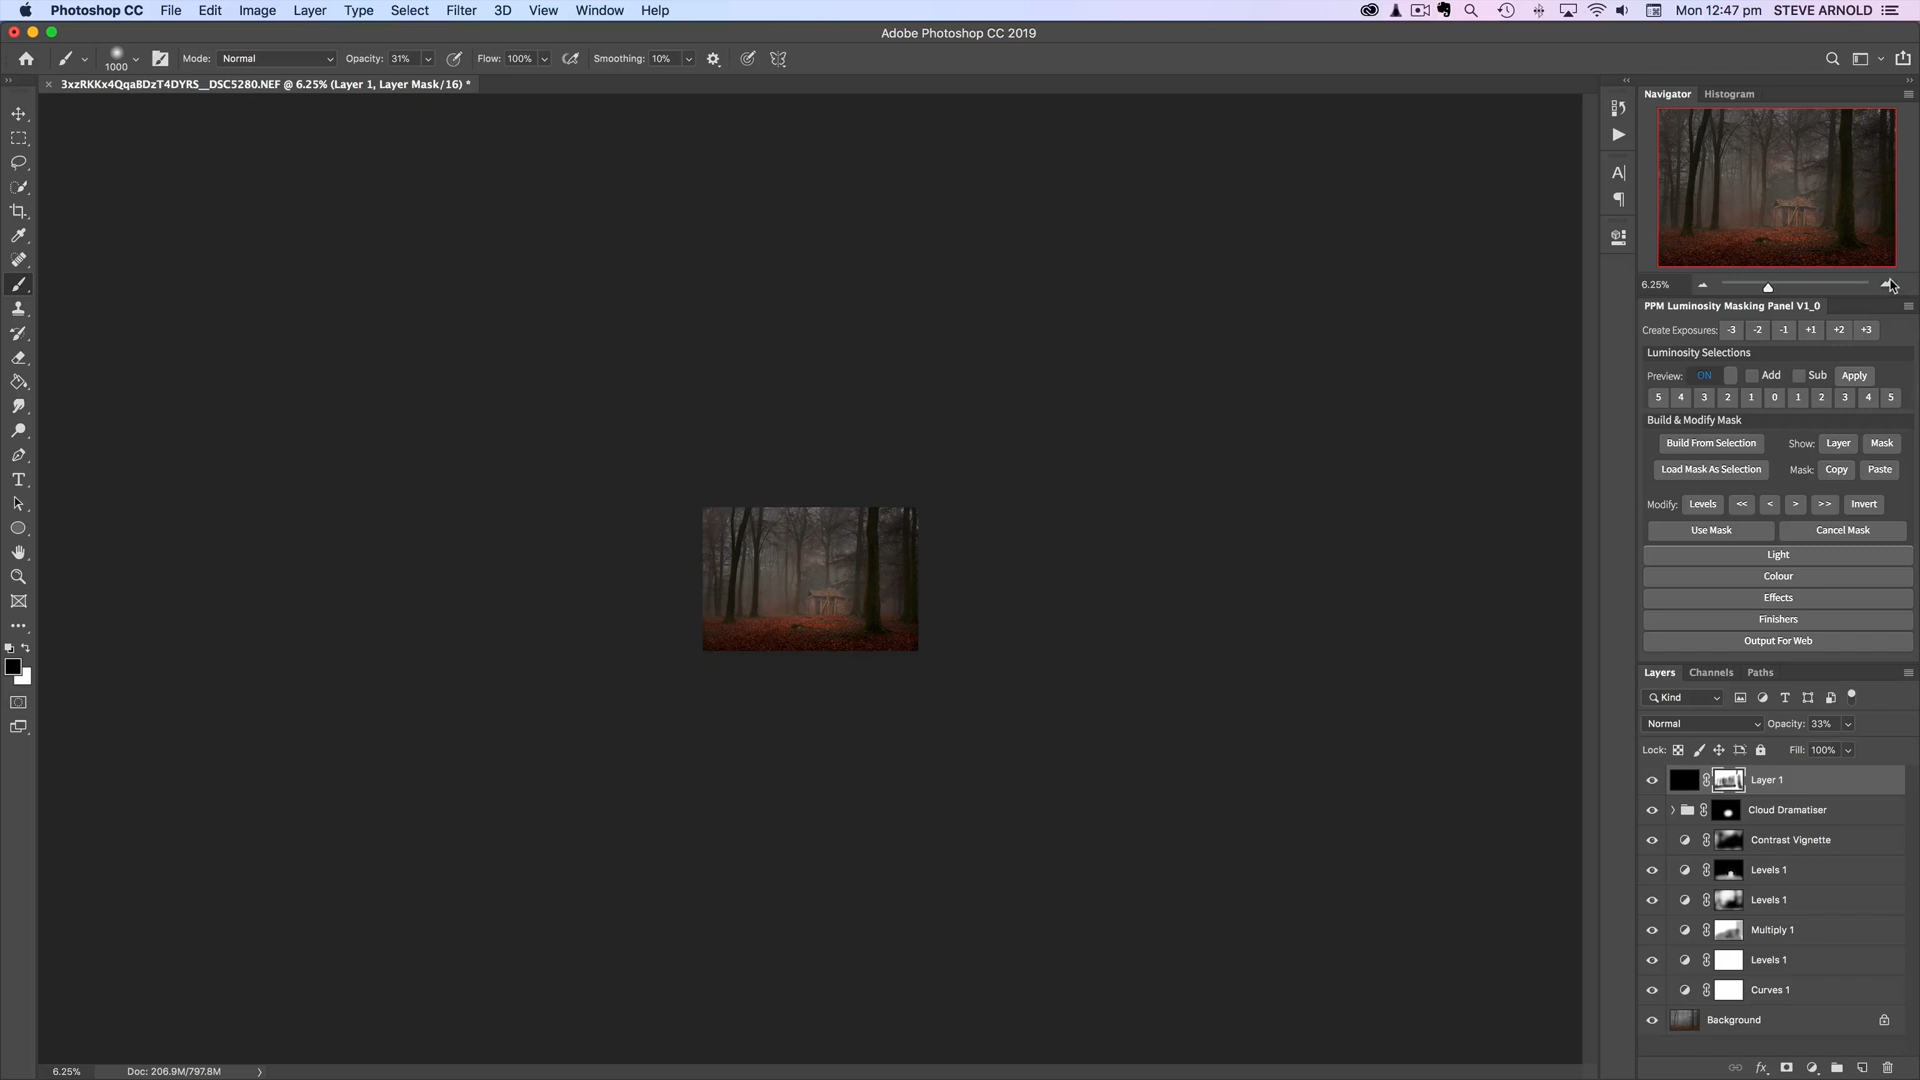 Photoshop CC File Edit Image Layer Type Select Filter 3D View Window Help Mon 12:47 pm STEVE ARNOLD
Adobe Photoshop CC 2019
1000 Mode: Normal Opacity: 31% Flow: 100% Smoothing: 10%
3xzRKKx4QqaBDzT4DYRS__DSC5280.NEF @ 6.25% (Layer 1, Layer Mask/16) *
Navigator Histogram
6.25%
PPM Luminosity Masking Panel V1_0
Create Exposures: -3 -2 -1 +1 +2 +3
Luminosity Selections
Preview: ON Add Sub Apply
5 4 3 2 1 0 1 2 3 4 5
Build & Modify Mask
Build From Selection Show: Layer Mask
Load Mask As Selection Mask: Copy Paste
Modify: Levels << < > >> Invert
Use Mask Cancel Mask
Light
Colour
Effects
Finishers
Output For Web
Layers Channels Paths
Kind
Normal Opacity: 33%
Lock: Fill: 100%
Layer 1
Cloud Dramatiser
Contrast Vignette
Levels 1
Levels 1
Multiply 1
Levels 1
Curves 1
Background
6.25% Doc: 206.9M/797.8M